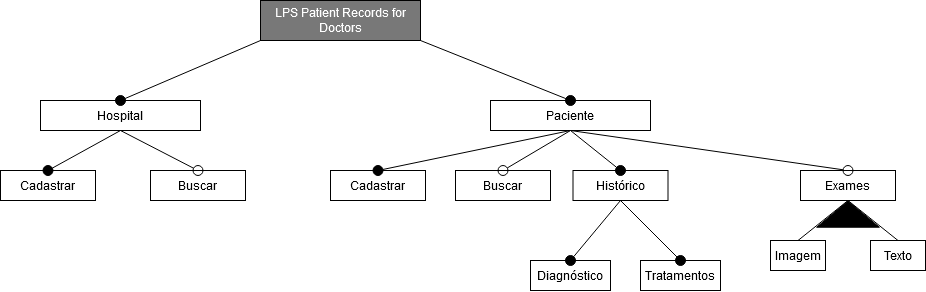 LPS Patient Records for
Doctors
Hospital
Paciente
Cadastrar
Buscar
Cadastrar
Buscar
Histórico
Exames
Diagnóstico
Tratamentos
Imagem
Texto